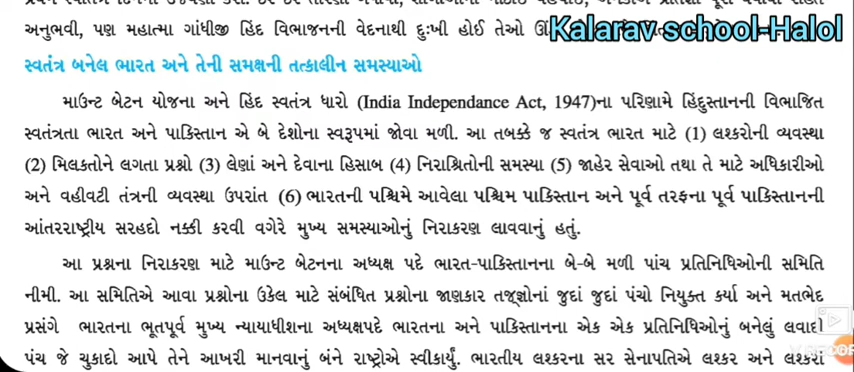 અનુભવી, પણ મહાત્મા ગાંધીજી હિંદ વિભાજનની વેદનાથી દુઃખી હોઈ તેઓ
Kalarav school-Halol
સ્વતંત્ર બનેલ ભારત અને તેની સમક્ષની તત્કાલીન સમસ્યાઓ
માઉન્ટ બેટન યોજના અને હિંદ સ્વતંત્ર ધારો (India Independance Act, 1947)ના પરિણામે હિંદુસ્તાનની વિભાજિત
સ્વતંત્રતા ભારત અને પાકિસ્તાન એ બે દેશોના સ્વરૂપમાં જોવા મળી. આ તબક્કે જ સ્વતંત્ર ભારત માટે (1) લશ્કરોની વ્યવસ્થા
(2) મિલકતોને લગતા પ્રશ્નો (3) લેણાં અને દેવાના હિસાબ (4) નિરાશ્રિતોની સમસ્યા (5) જાહેર સેવાઓ તથા તે માટે અધિકારીઓ
અને વહીવટી તંત્રની વ્યવસ્થા ઉપરાંત (6) ભારતની પશ્ચિમે આવેલા પશ્ચિમ પાકિસ્તાન અને પૂર્વ તરફના પૂર્વ પાકિસ્તાનની
આંતરરાષ્ટ્રીય સરહદો નક્કી કરવી વગેરે મુખ્ય સમસ્યાઓનું નિરાકરણ લાવવાનું હતું.
આ પ્રશ્નના નિરાકરણ માટે માઉન્ટ બેટનના અધ્યક્ષ પદે ભારત-પાકિસ્તાનના બે-બે મળી પાંચ પ્રતિનિધિઓની સમિતિ
નીમી. આ સમિતિએ આવા પ્રશ્નોના ઉકેલ માટે સંબંધિત પ્રશ્નોના જાણકાર તજ્જ્ઞોનાં જુદાં જુદાં પંચો નિયુક્ત કર્યા અને મતભેદ
પ્રસંગે ભારતના ભૂતપૂર્વ મુખ્ય ન્યાયાધીશના અધ્યક્ષપદે ભારતના અને પાકિસ્તાનના એક એક પ્રતિનિધિઓનું બનેલું લવાદી
પંચ જે ચુકાદો આપે તેને આખરી માનવાનું બંને રાષ્ટ્રોએ સ્વીકાર્યું. ભારતીય લશ્કરના સર સેનાપતિએ લશ્કર અને લશ્કરી